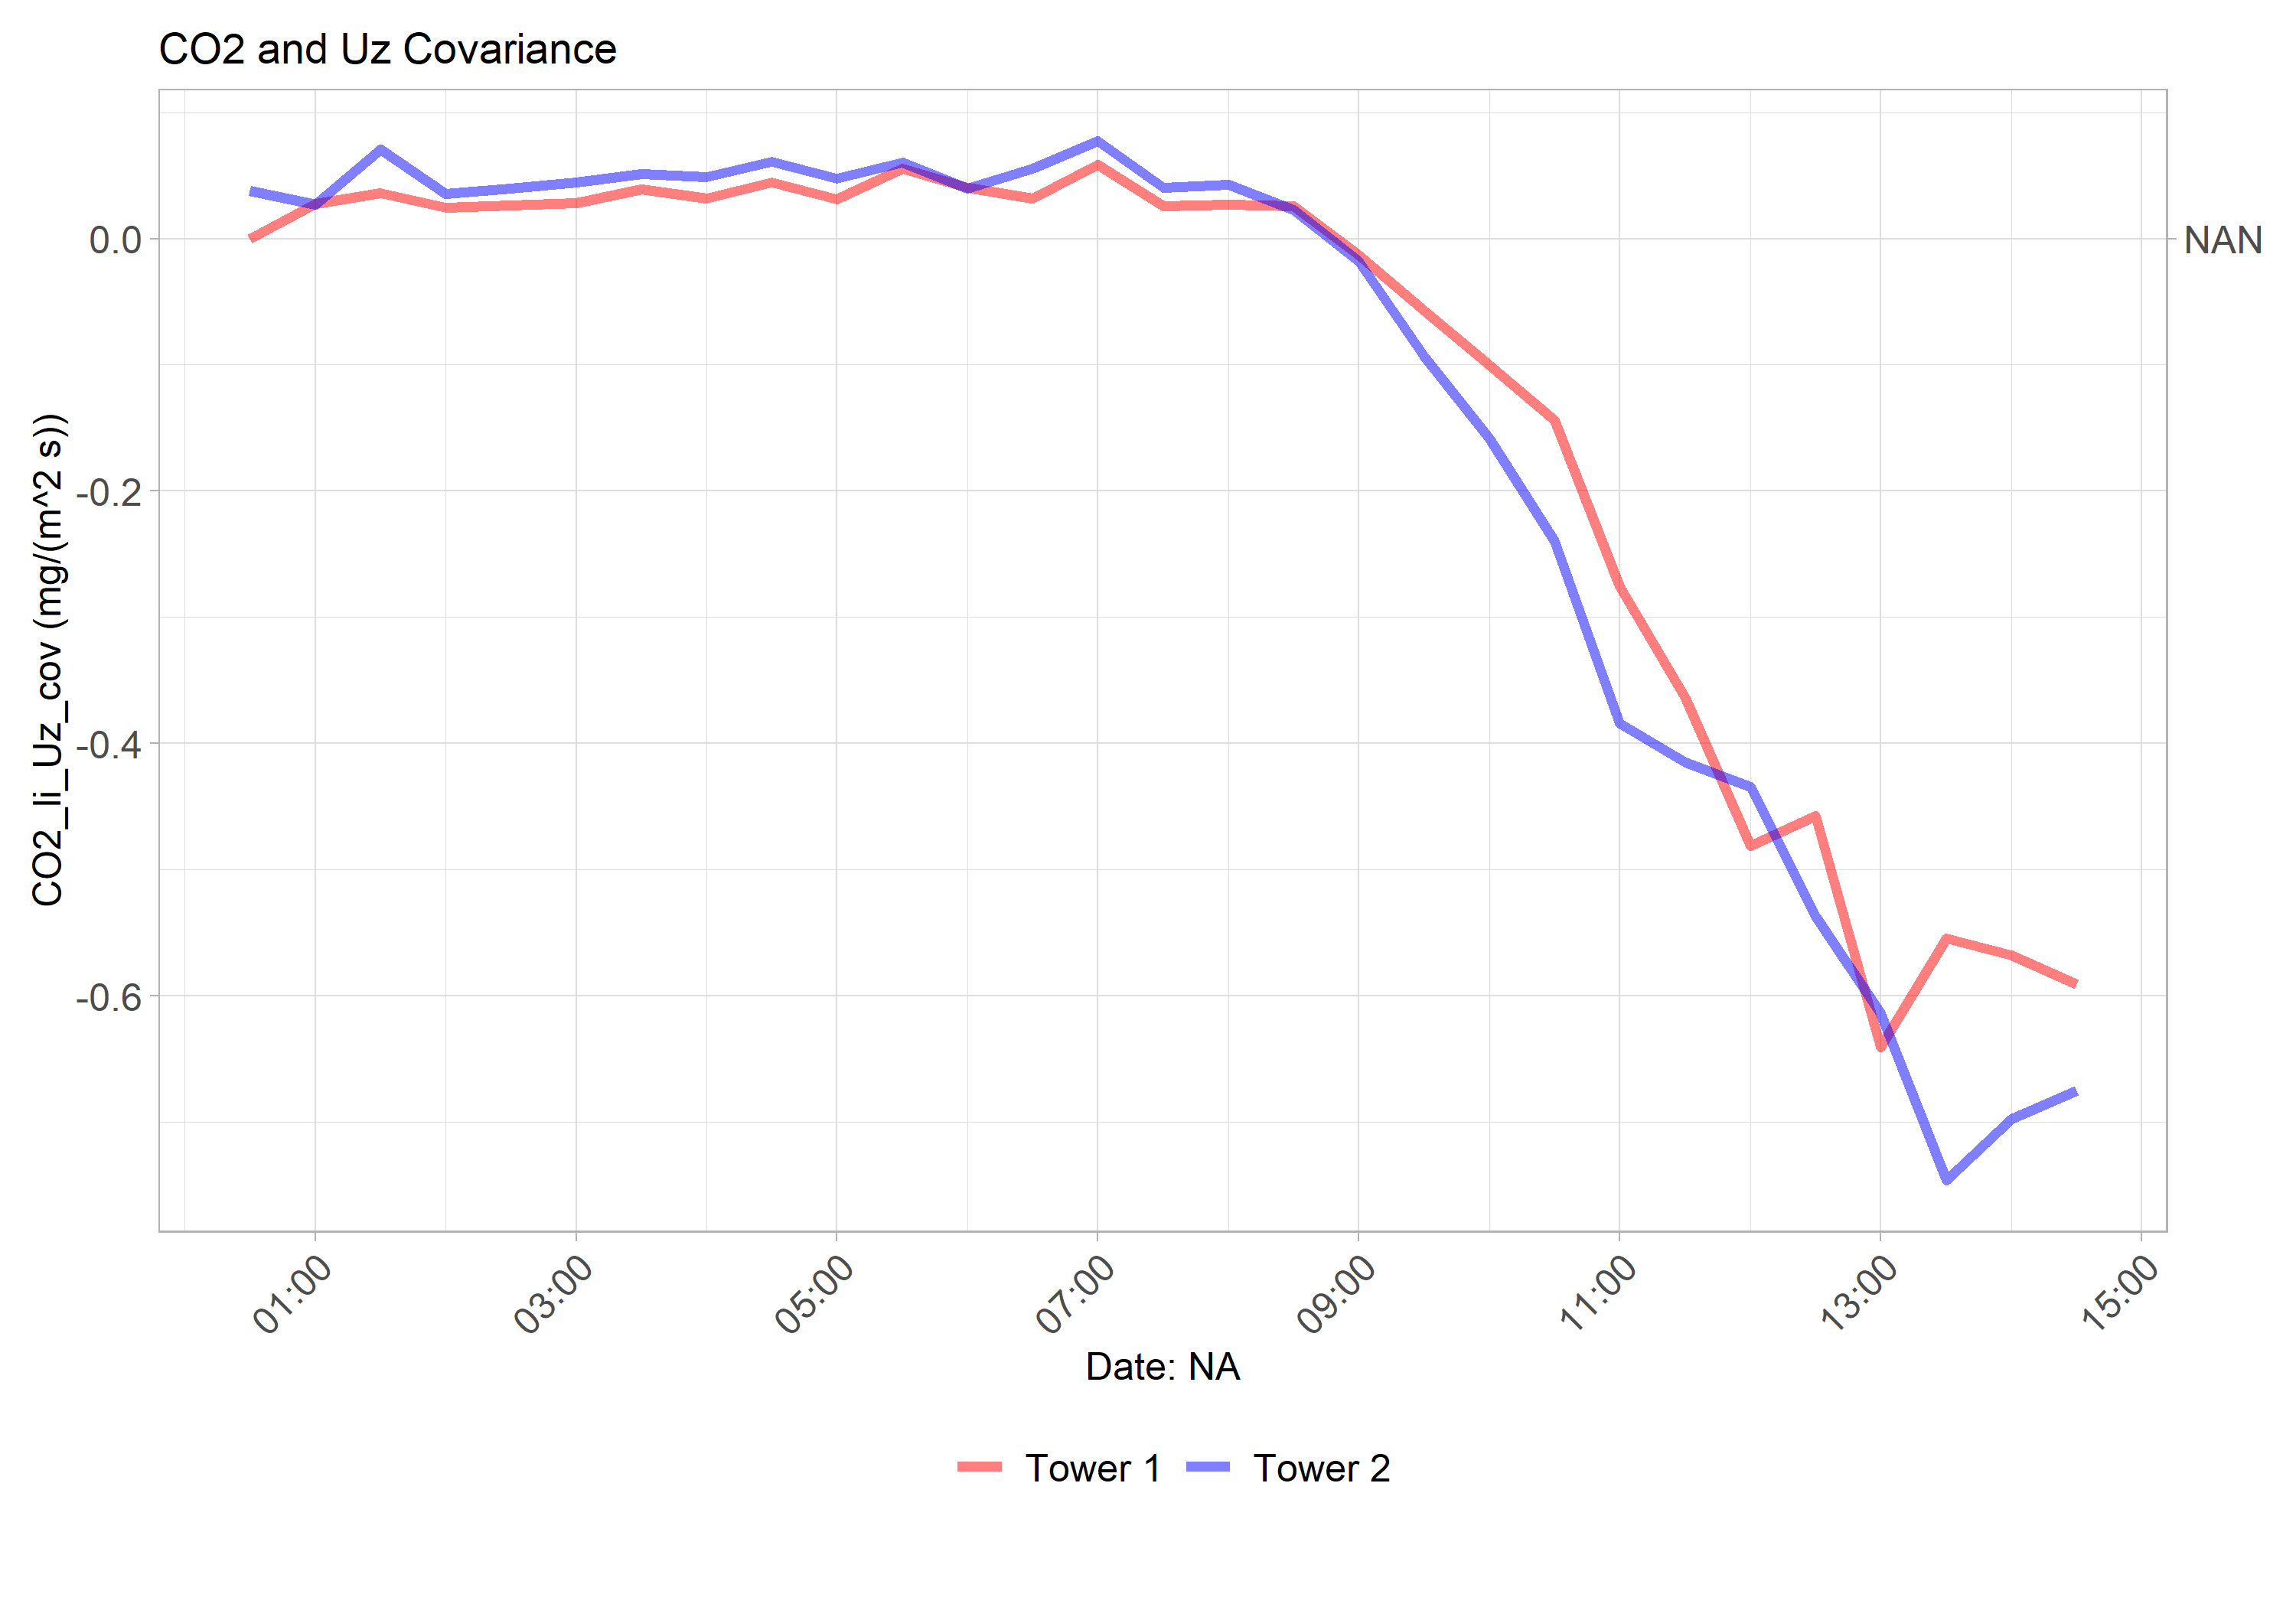 CO2 and Uz Covariance
CO2_li_Uz_cov (mg/(m^2 s))
0.0
-0.2
-0.4
-0.6
NAN
01:00
03:00
05:00
07:00
09:00
11:00
13:00
15:00
Date: NA
Tower 1
Tower 2